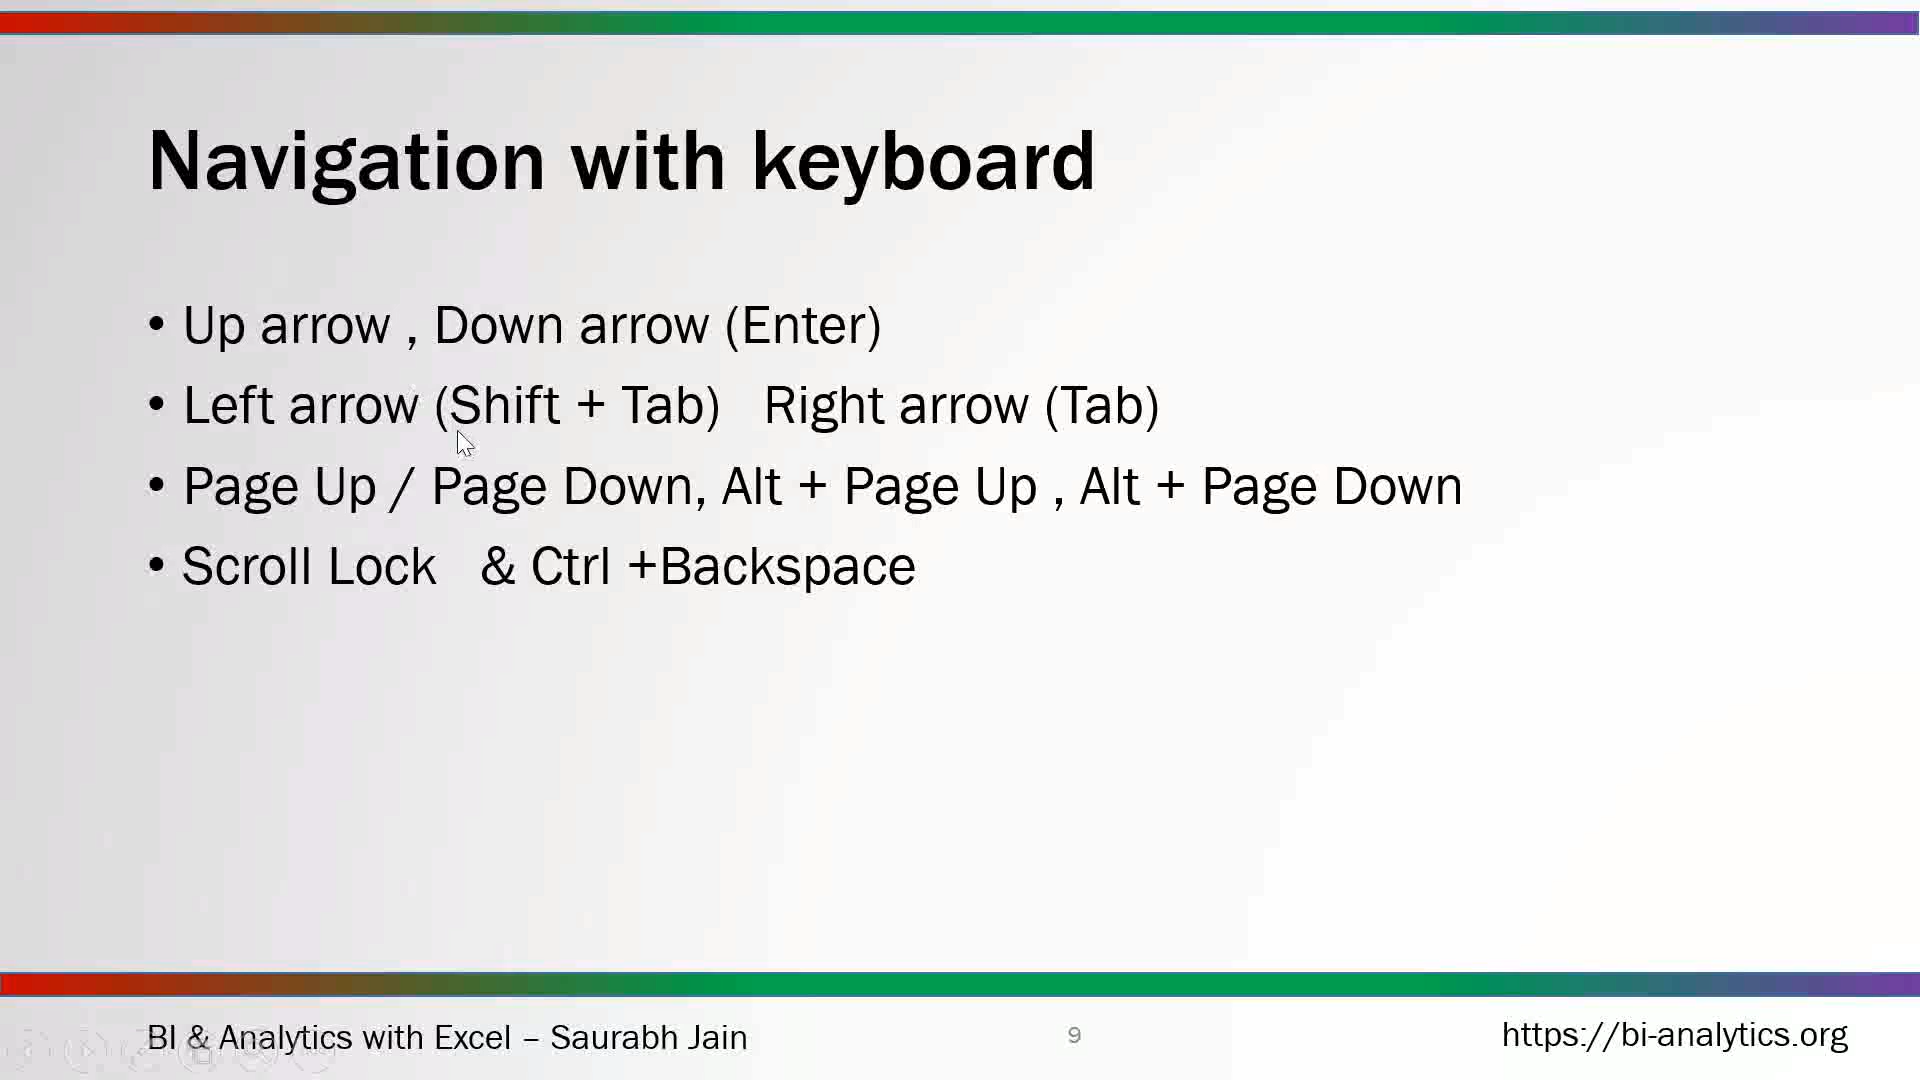 Navigation with keyboard
• Up arrow , Down arrow (Enter)
• Left arrow (Shift + Tab)   Right arrow (Tab)
• Page Up / Page Down, Alt + Page Up , Alt + Page Down
• Scroll Lock   & Ctrl +Backspace
BI & Analytics with Excel – Saurabh Jain
9
https://bi-analytics.org